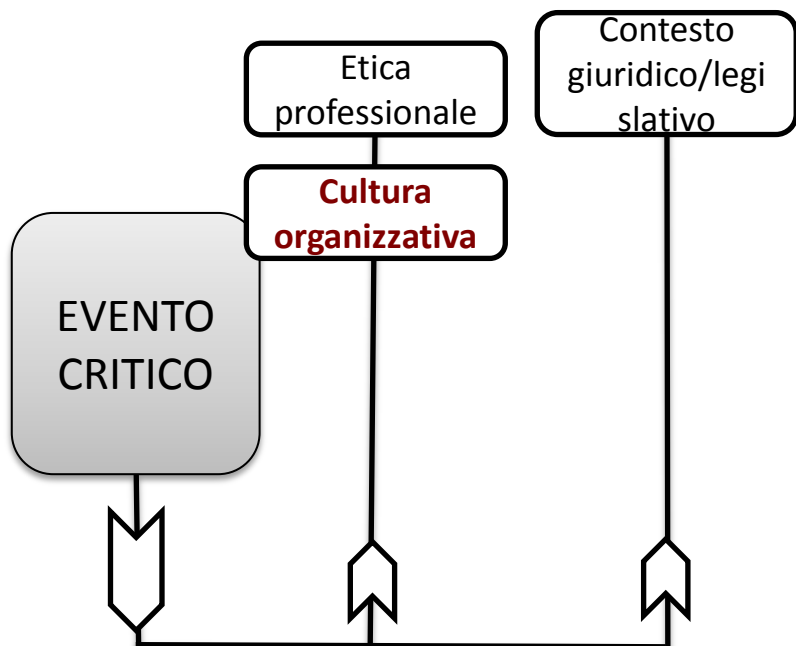 Etica
professionale
Contesto
giuridico/legi
slativo
Cultura
organizzativa
EVENTO
CRITICO